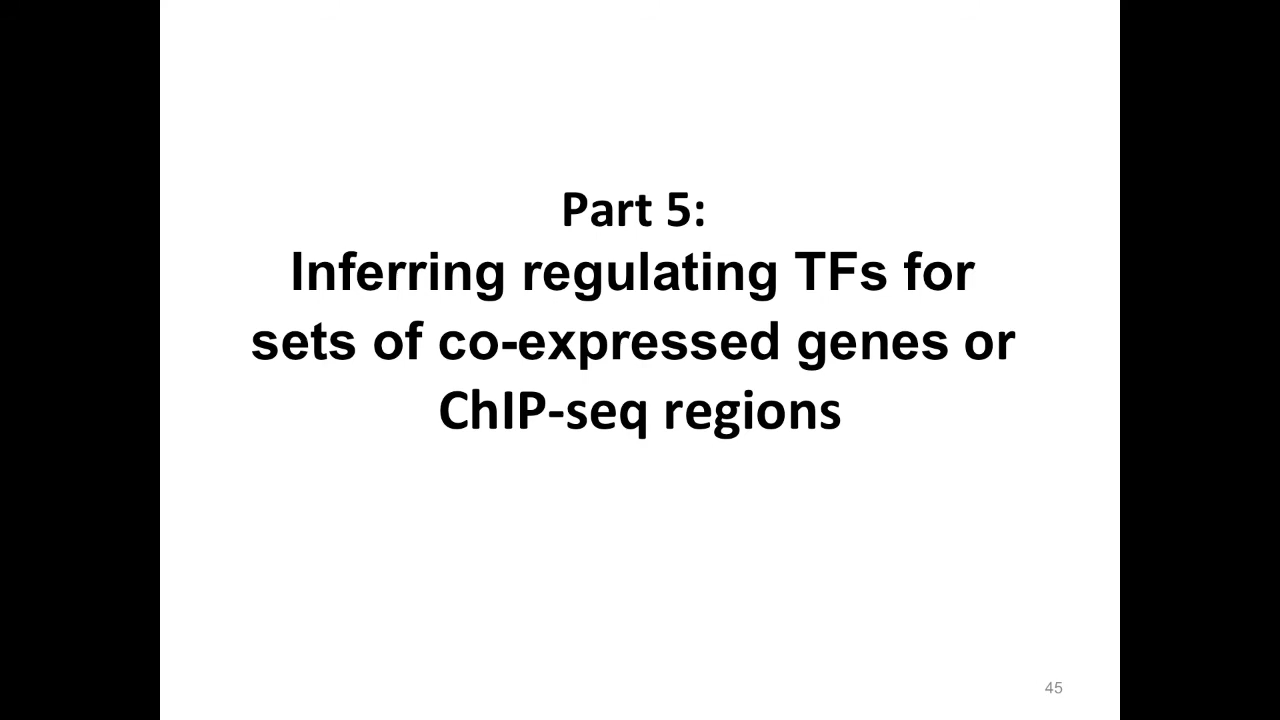 Part 5:
Inferring regulating TFs for
sets of co-expressed genes or
ChIP-seq regions
45